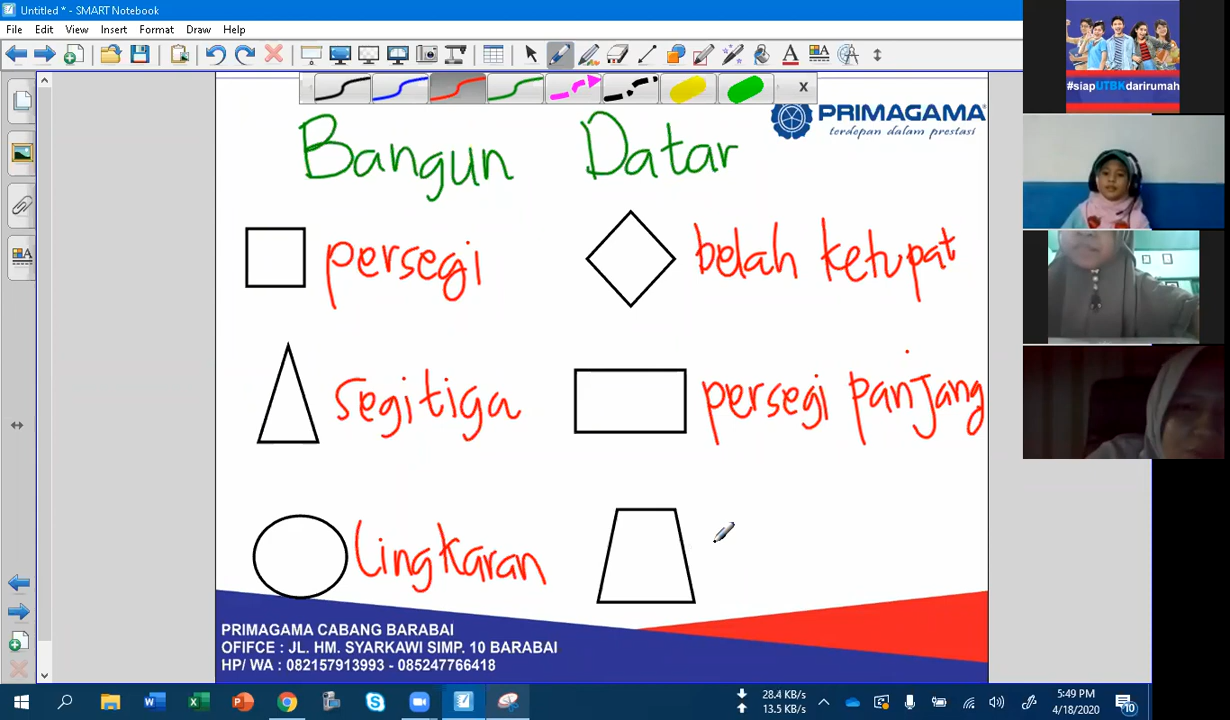 Untitled * - SMART Notebook
File Edit View Insert Format Draw Help
#siapUTBKdarirumah
PRIMAGAMA
terdepan dalam prestasi
Bangun Datar
persegi
belah ketupat
segitiga
persegi panjang
lingkaran
PRIMAGAMA CABANG BARABAI
OFIFCE : JL. HM. SYARKAWI SIMP. 10 BARABAI
HP/ WA : 082157913993 - 085247766418
28.4 KB/s
13.5 KB/s
5:49 PM
4/18/2020
10